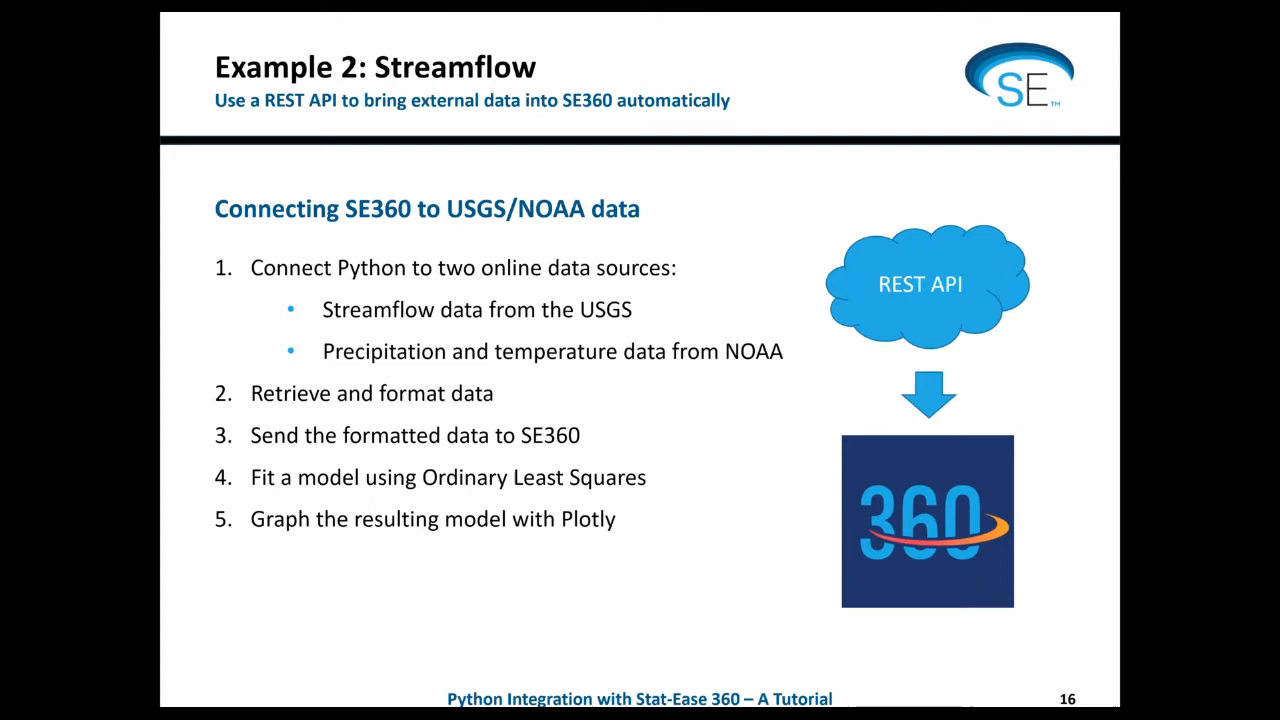 Example 2: Streamflow
Use a REST API to bring external data into SE360 automatically
SE™
Connecting SE360 to USGS/NOAA data
1. Connect Python to two online data sources:
• Streamflow data from the USGS
• Precipitation and temperature data from NOAA
2. Retrieve and format data
3. Send the formatted data to SE360
4. Fit a model using Ordinary Least Squares
5. Graph the resulting model with Plotly
REST API
360
Python Integration with Stat-Ease 360 – A Tutorial
16